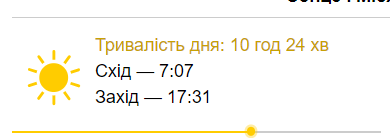 Тривалість дня: 10 год 24 хв
Схід — 7:07
Захід — 17:31